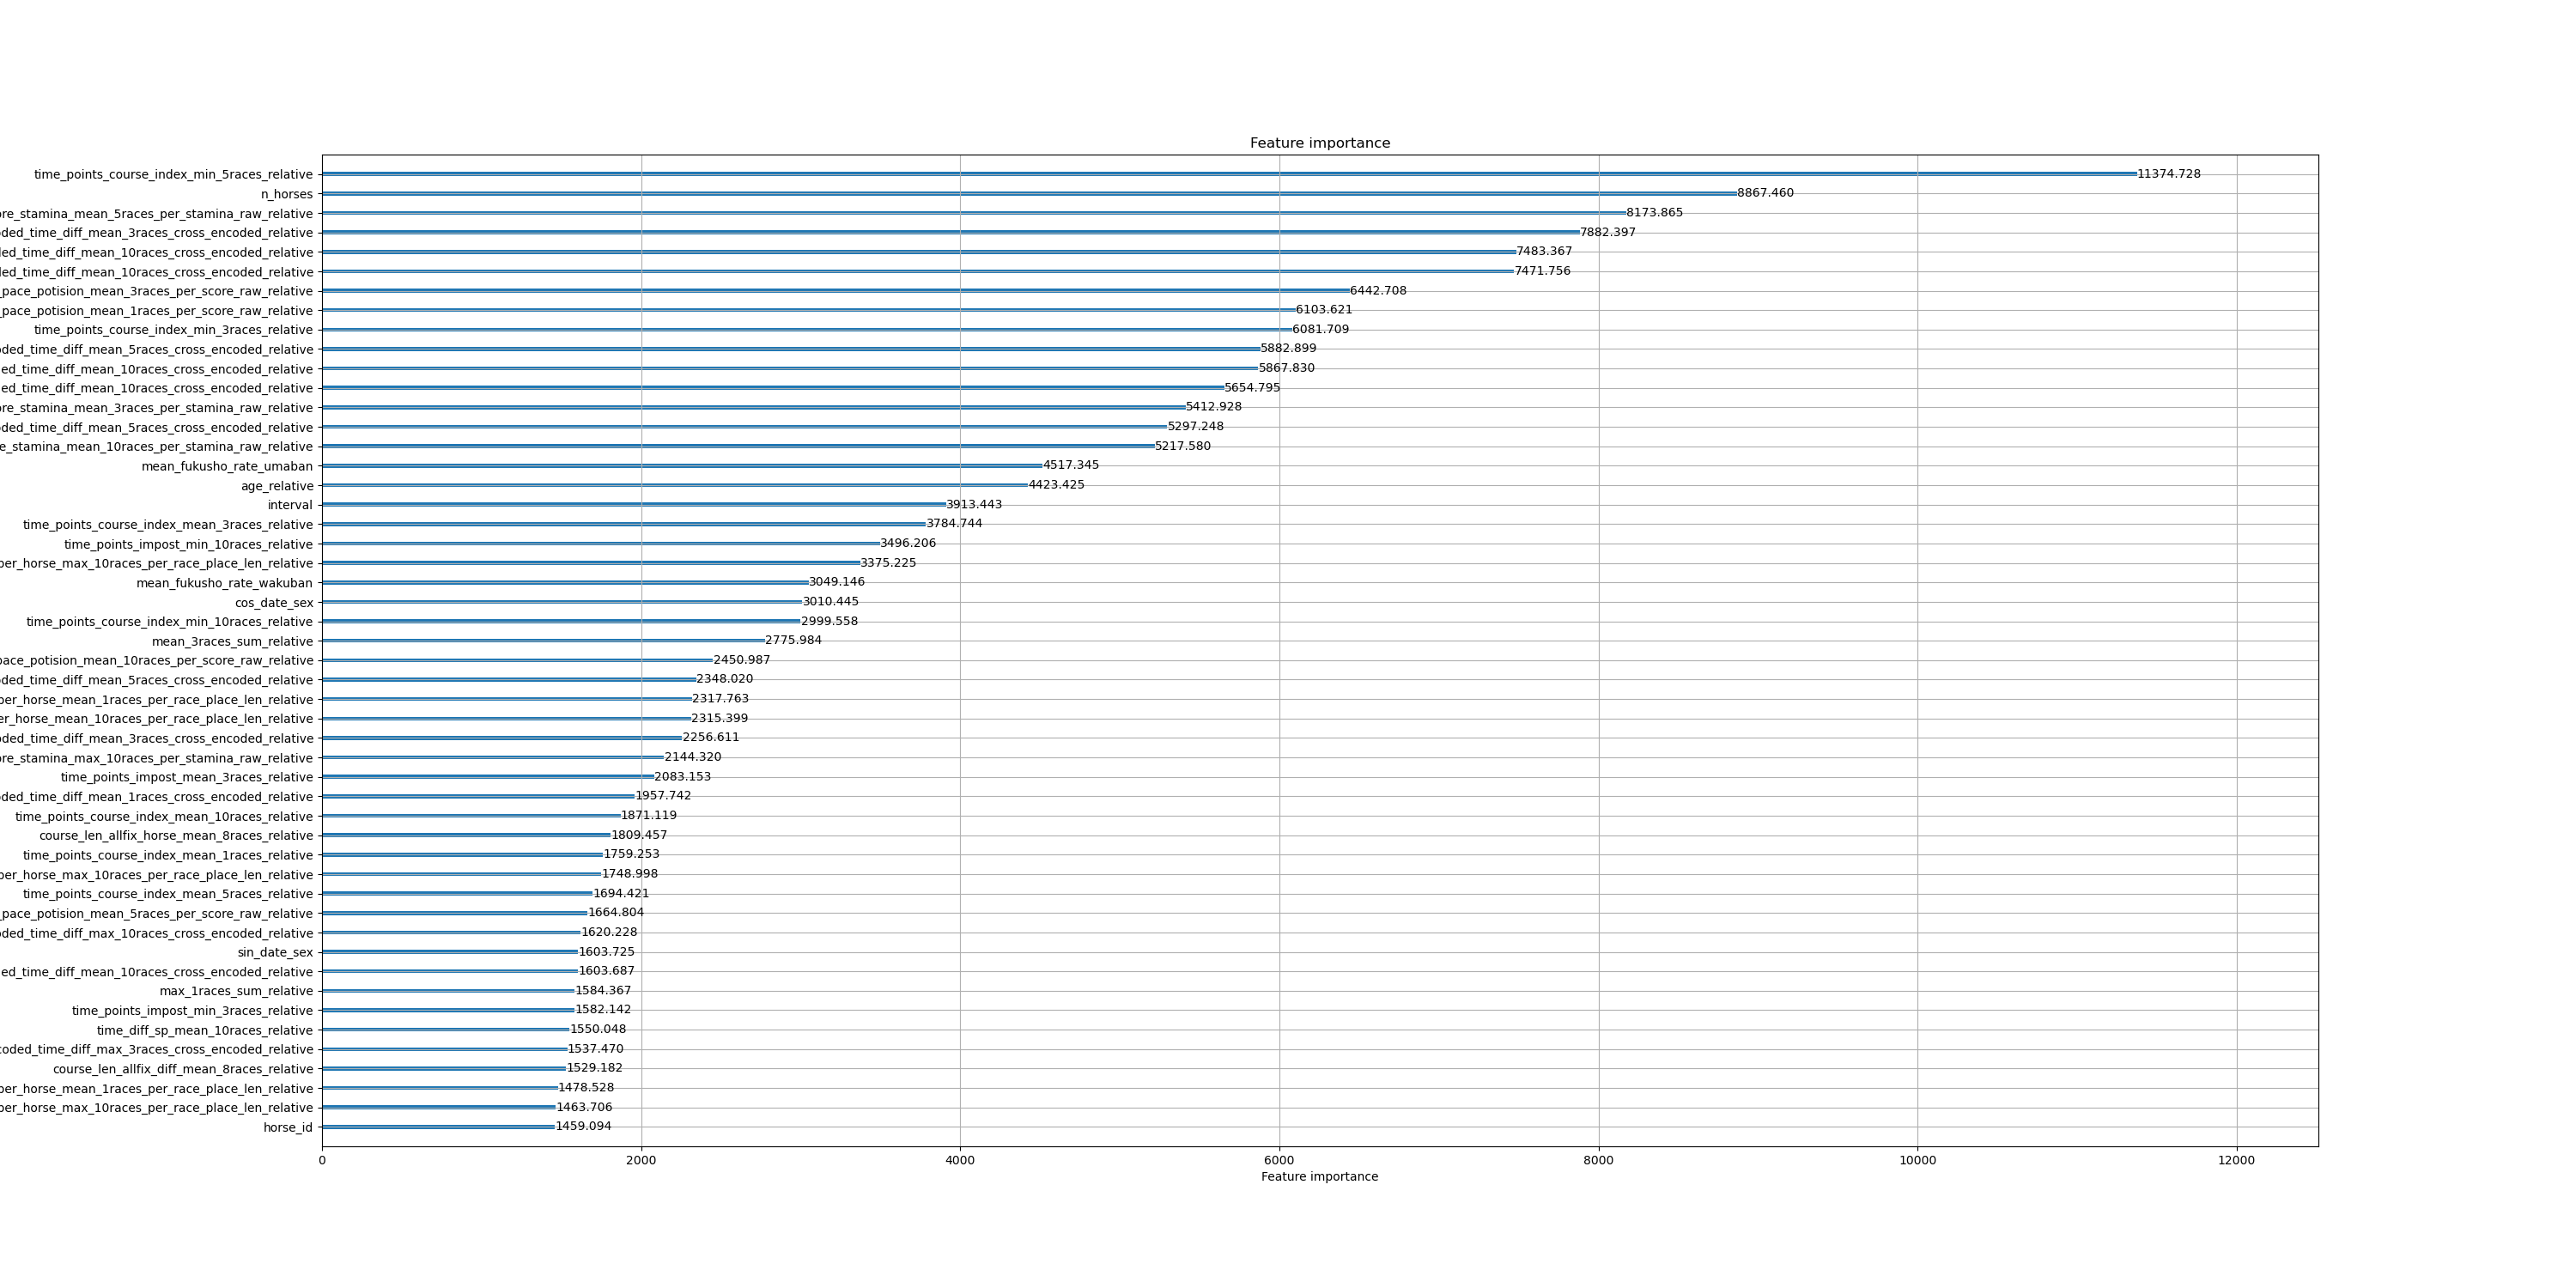 Feature importance
time_points_course_index_min_5races_relative 11374.728
n_horses 8867.460
ore_stamina_mean_5races_per_stamina_raw_relative 8173.865
ded_time_diff_mean_3races_cross_encoded_relative 7882.397
ed_time_diff_mean_10races_cross_encoded_relative 7483.367
ed_time_diff_mean_10races_cross_encoded_relative 7471.756
_pace_potision_mean_3races_per_score_raw_relative 6442.708
_pace_potision_mean_1races_per_score_raw_relative 6103.621
time_points_course_index_min_3races_relative 6081.709
ded_time_diff_mean_5races_cross_encoded_relative 5882.899
ed_time_diff_mean_10races_cross_encoded_relative 5867.830
ed_time_diff_mean_10races_cross_encoded_relative 5654.795
ore_stamina_mean_3races_per_stamina_raw_relative 5412.928
ded_time_diff_mean_5races_cross_encoded_relative 5297.248
e_stamina_mean_10races_per_stamina_raw_relative 5217.580
mean_fukusho_rate_umaban 4517.345
age_relative 4423.425
interval 3913.443
time_points_course_index_mean_3races_relative 3784.744
time_points_impost_min_10races_relative 3496.206
per_horse_max_10races_per_race_place_len_relative 3375.225
mean_fukusho_rate_wakuban 3049.146
cos_date_sex 3010.445
time_points_course_index_min_10races_relative 2999.558
mean_3races_sum_relative 2775.984
pace_potision_mean_10races_per_score_raw_relative 2450.987
ded_time_diff_mean_5races_cross_encoded_relative 2348.020
per_horse_mean_1races_per_race_place_len_relative 2317.763
er_horse_mean_10races_per_race_place_len_relative 2315.399
ded_time_diff_mean_3races_cross_encoded_relative 2256.611
ore_stamina_max_10races_per_stamina_raw_relative 2144.320
time_points_impost_mean_3races_relative 2083.153
ded_time_diff_mean_1races_cross_encoded_relative 1957.742
time_points_course_index_mean_10races_relative 1871.119
course_len_allfix_horse_mean_8races_relative 1809.457
time_points_course_index_mean_1races_relative 1759.253
per_horse_max_10races_per_race_place_len_relative 1748.998
time_points_course_index_mean_5races_relative 1694.421
_pace_potision_mean_5races_per_score_raw_relative 1664.804
ded_time_diff_max_10races_cross_encoded_relative 1620.228
sin_date_sex 1603.725
ed_time_diff_mean_10races_cross_encoded_relative 1603.687
max_1races_sum_relative 1584.367
time_points_impost_min_3races_relative 1582.142
time_diff_sp_mean_10races_relative 1550.048
coded_time_diff_max_3races_cross_encoded_relative 1537.470
course_len_allfix_diff_mean_8races_relative 1529.182
per_horse_mean_1races_per_race_place_len_relative 1478.528
per_horse_max_10races_per_race_place_len_relative 1463.706
horse_id 1459.094
0 2000 4000 6000 8000 10000 12000
Feature importance